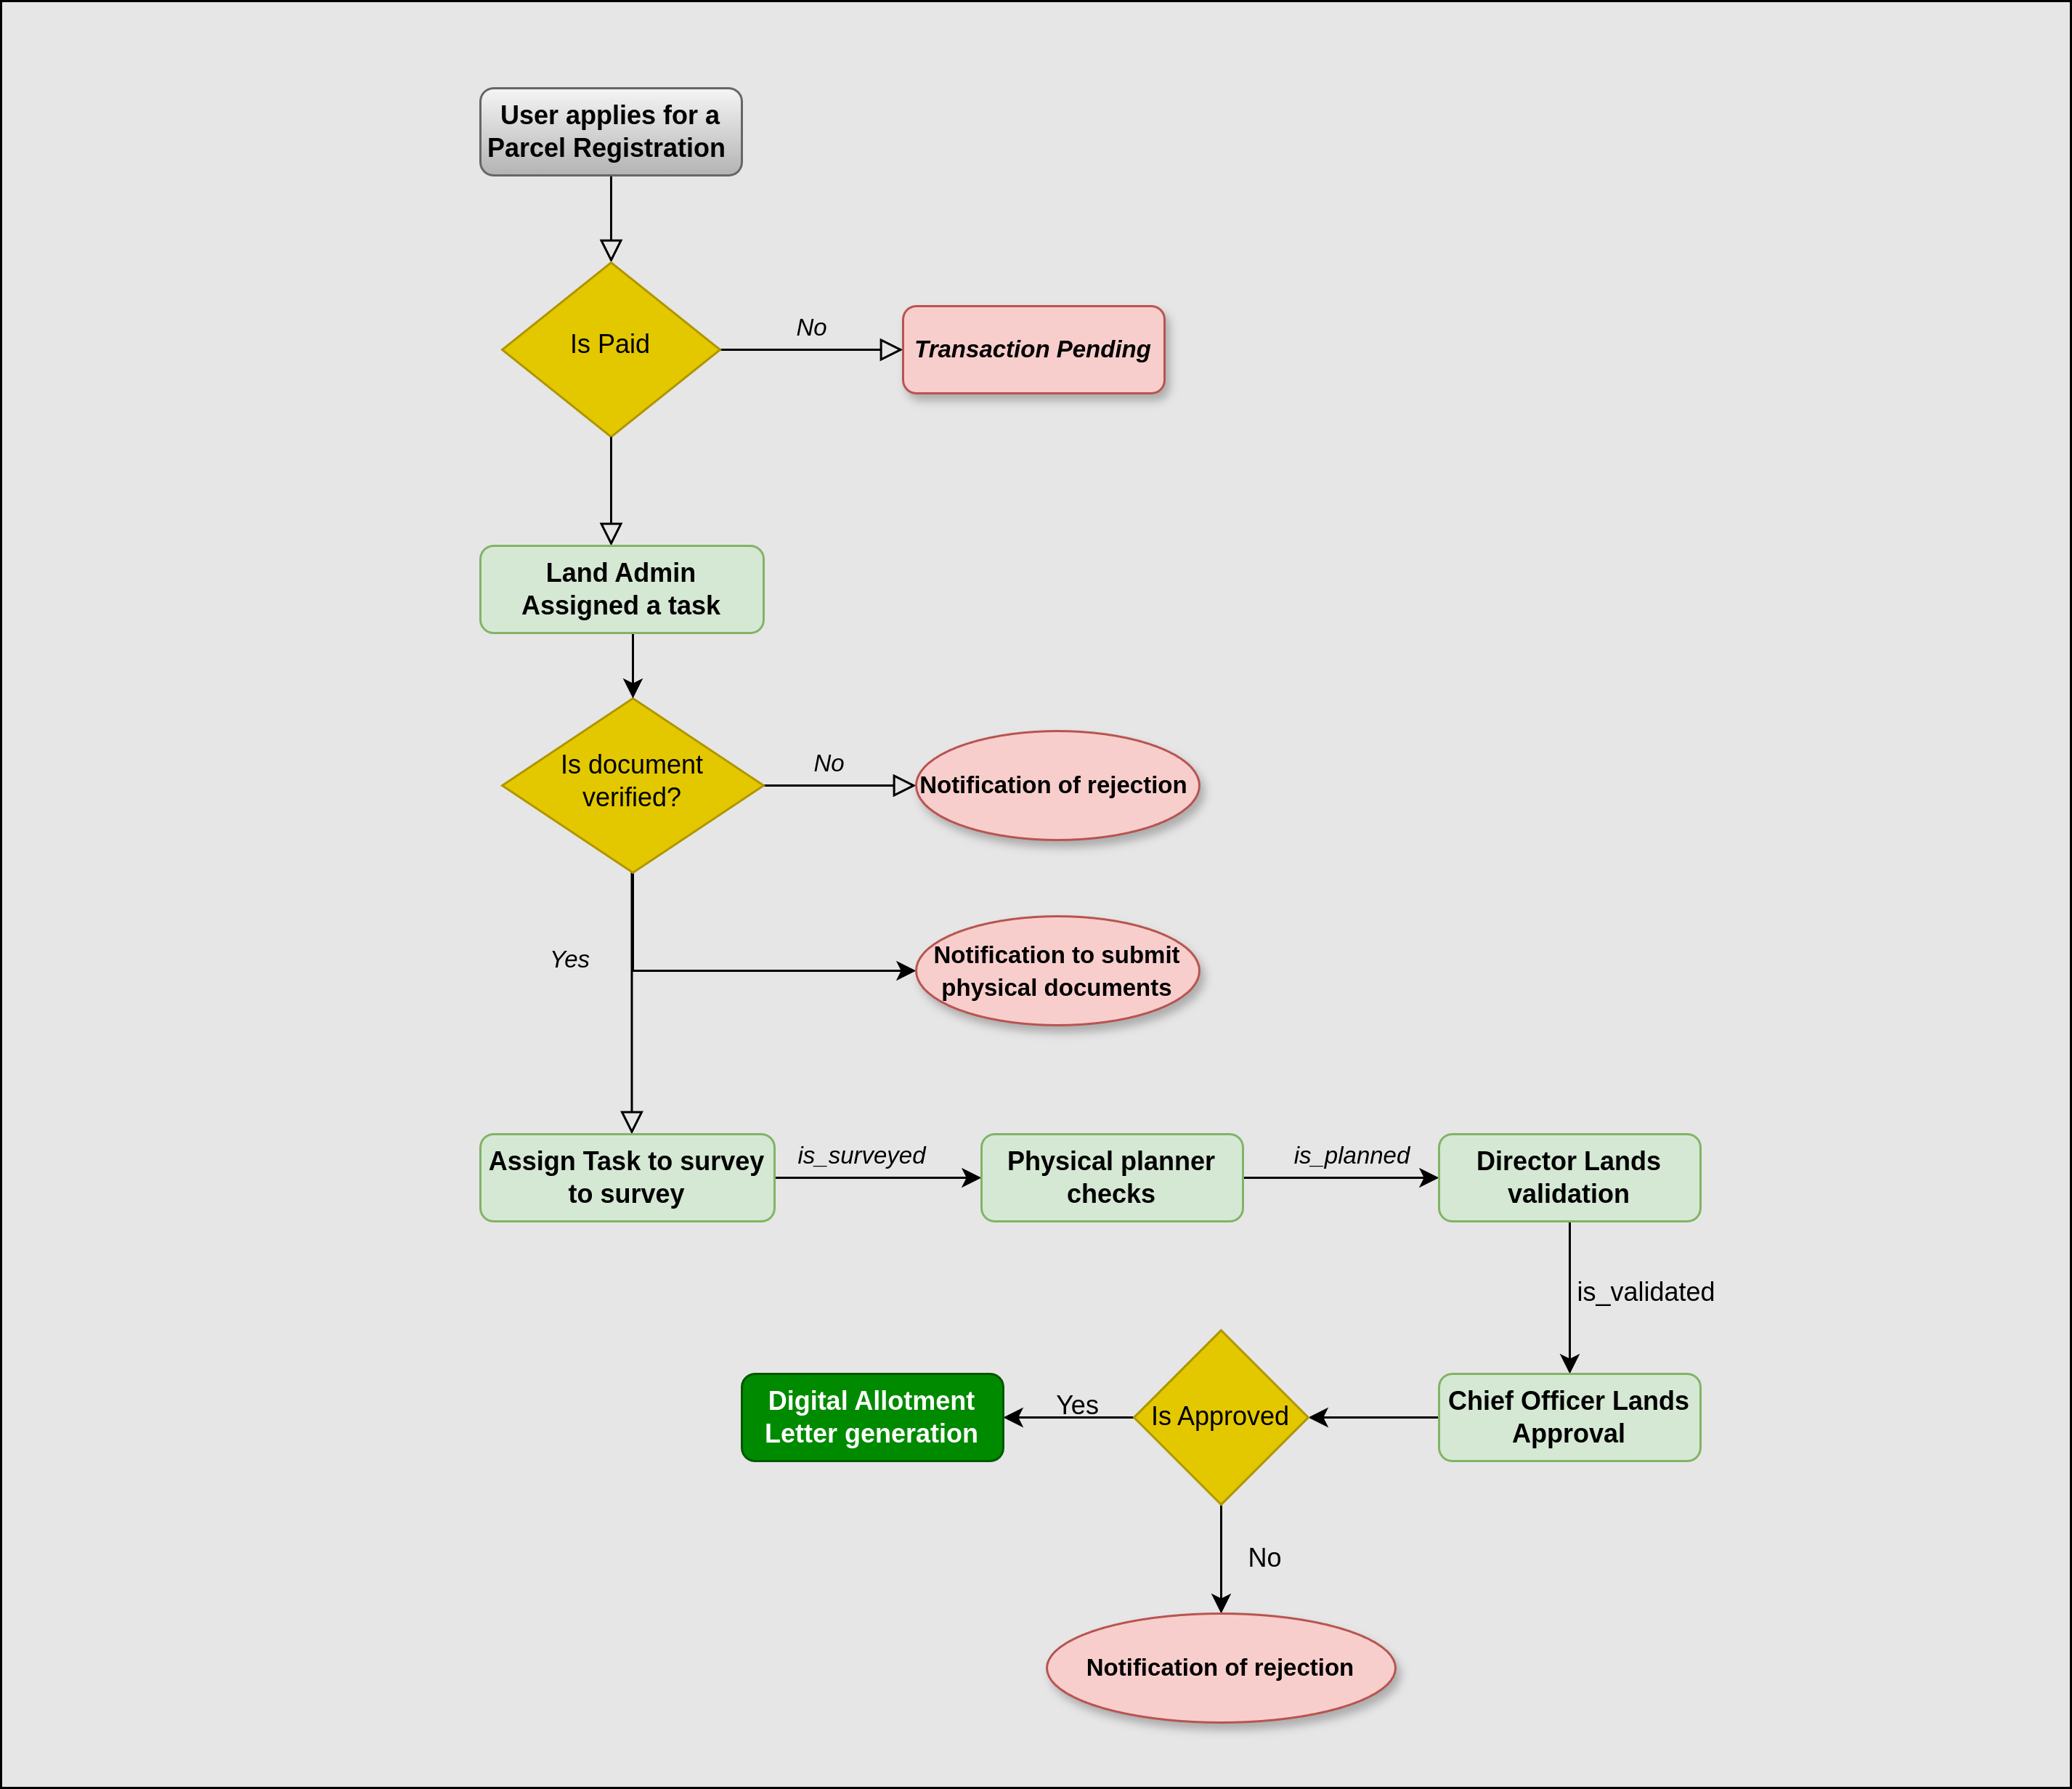 User applies for a
Parcel Registration
Is Paid
No
Transaction Pending
Land Admin
Assigned a task
Is document
verified?
No
Notification of rejection
Yes
Notification to submit
physical documents
Assign Task to survey
to survey
is_surveyed
Physical planner
checks
is_planned
Director Lands
validation
is_validated
Chief Officer Lands
Approval
Is Approved
Yes
Digital Allotment
Letter generation
No
Notification of rejection